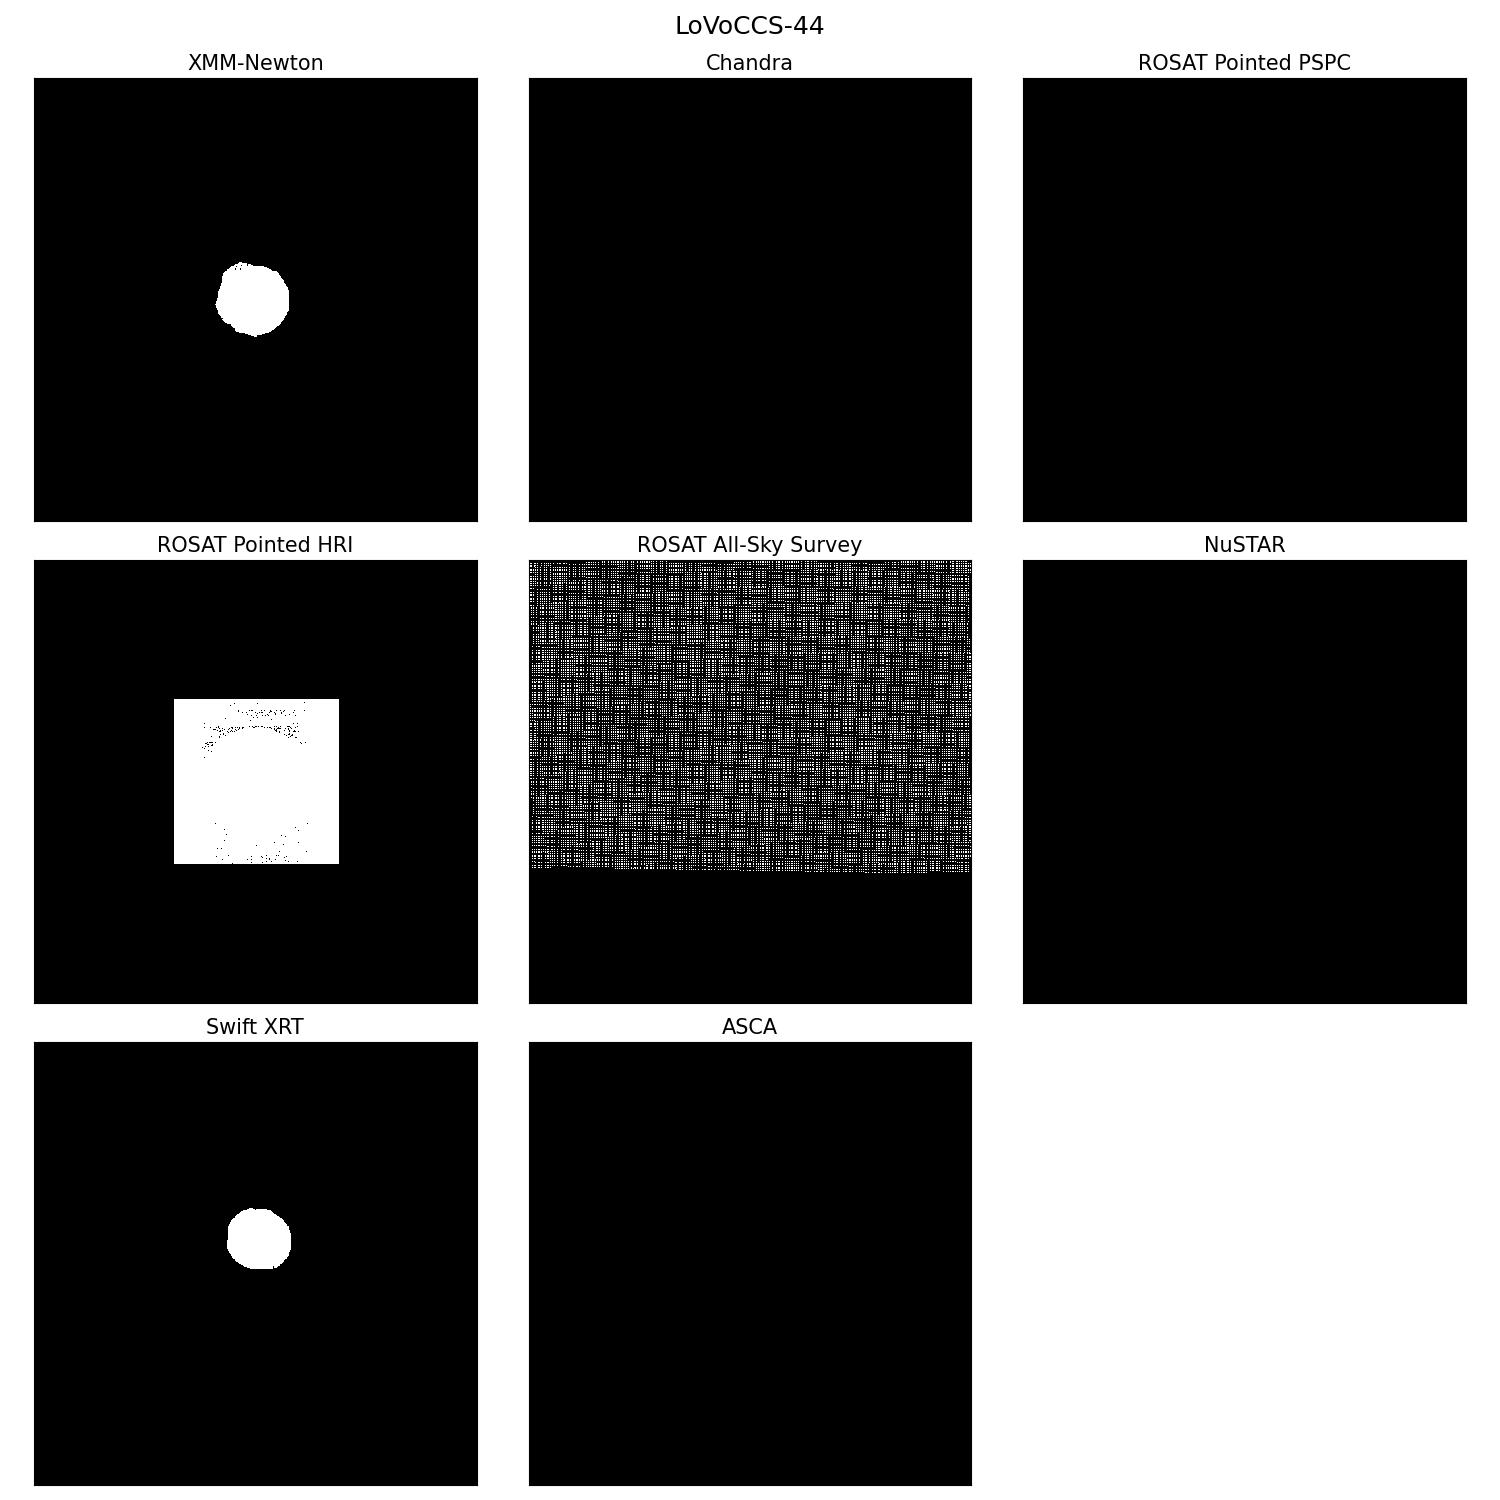 LoVoCCS-44
XMM-Newton
Chandra
ROSAT Pointed PSPC
ROSAT Pointed HRI
ROSAT All-Sky Survey
NuSTAR
Swift XRT
ASCA